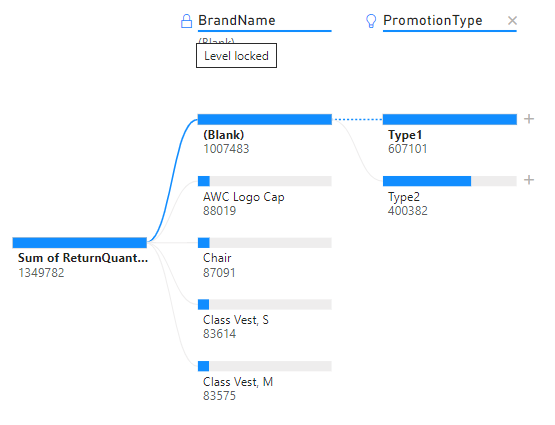 BrandName
PromotionType
(Blank)
Level locked
(Blank)
1007483
Type1
607101
AWC Logo Cap
88019
Type2
400382
Sum of ReturnQuant...
1349782
Chair
87091
Class Vest, S
83614
Class Vest, M
83575